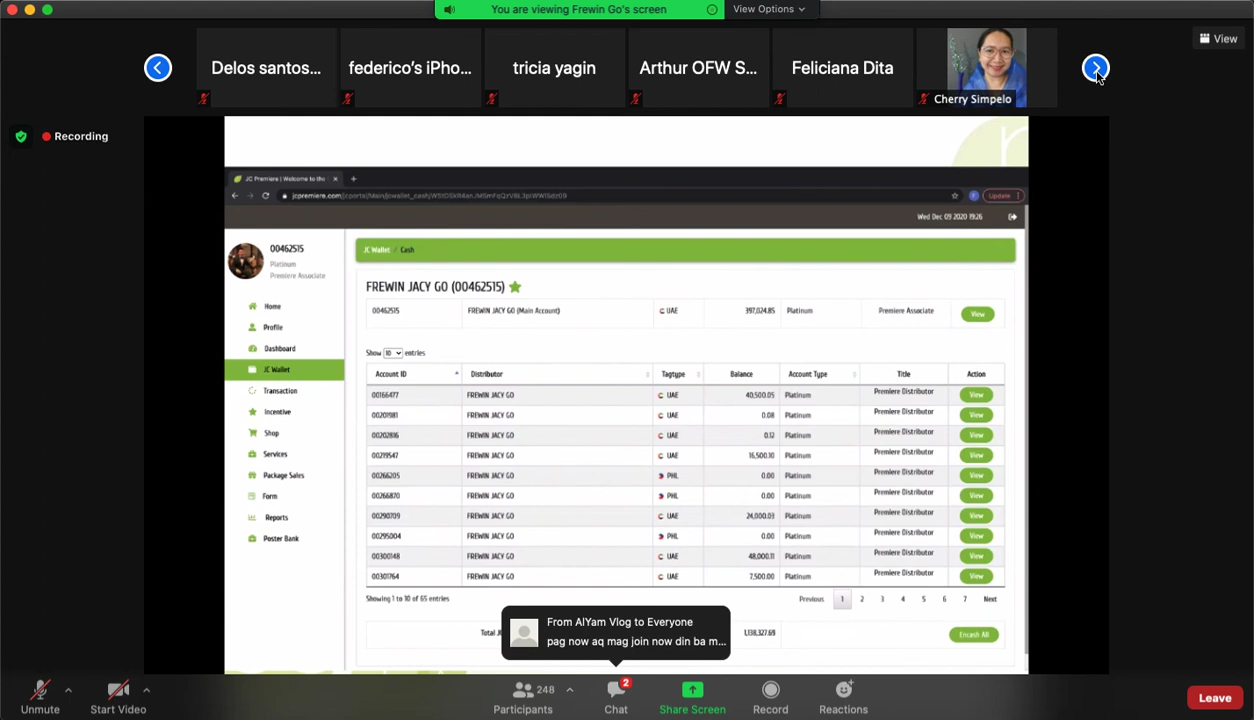 You are viewing Frewin Go's screen
View Options
Delos santos...
federico's iPho...
tricia yagin
Arthur OFW S...
Feliciana Dita
Cherry Simpelo
View
Recording
JC Premiere | Welcome to the
Update
Wed Dec 09 2020 19:26
00462515
Platinum
Premiere Associate
JC Wallet / Cash
FREWIN JACY GO (00462515)
00462515 FREWIN JACY GO (Main Account) UAE 397,024.85 Platinum Premiere Associate View
Home
Profile
Dashboard
JC Wallet
Transaction
Incentive
Shop
Services
Package Sales
Form
Reports
Poster Bank
Show 10 entries
Account ID Distributor Tagtype Balance Account Type Title Action
00166477 FREWIN JACY GO UAE 40,500.05 Platinum Premiere Distributor View
00201981 FREWIN JACY GO UAE 0.08 Platinum Premiere Distributor View
00202816 FREWIN JACY GO UAE 0.12 Platinum Premiere Distributor View
00219547 FREWIN JACY GO UAE 16,500.10 Platinum Premiere Distributor View
00266205 FREWIN JACY GO PHL 0.00 Platinum Premiere Distributor View
00266870 FREWIN JACY GO PHL 0.00 Platinum Premiere Distributor View
00290709 FREWIN JACY GO UAE 24,000.03 Platinum Premiere Distributor View
00295004 FREWIN JACY GO PHL 0.00 Platinum Premiere Distributor View
00300148 FREWIN JACY GO UAE 48,000.11 Platinum Premiere Distributor View
00301764 FREWIN JACY GO UAE 7,500.00 Platinum Premiere Distributor View
Showing 1 to 10 of 65 entries
Previous 1 2 3 4 5 6 7 Next
Total 1,138,327.69 Encash All
From AlYam Vlog to Everyone
pag now aq mag join now din ba m...
Unmute
Start Video
248
Participants
2
Chat
Share Screen
Record
Reactions
Leave